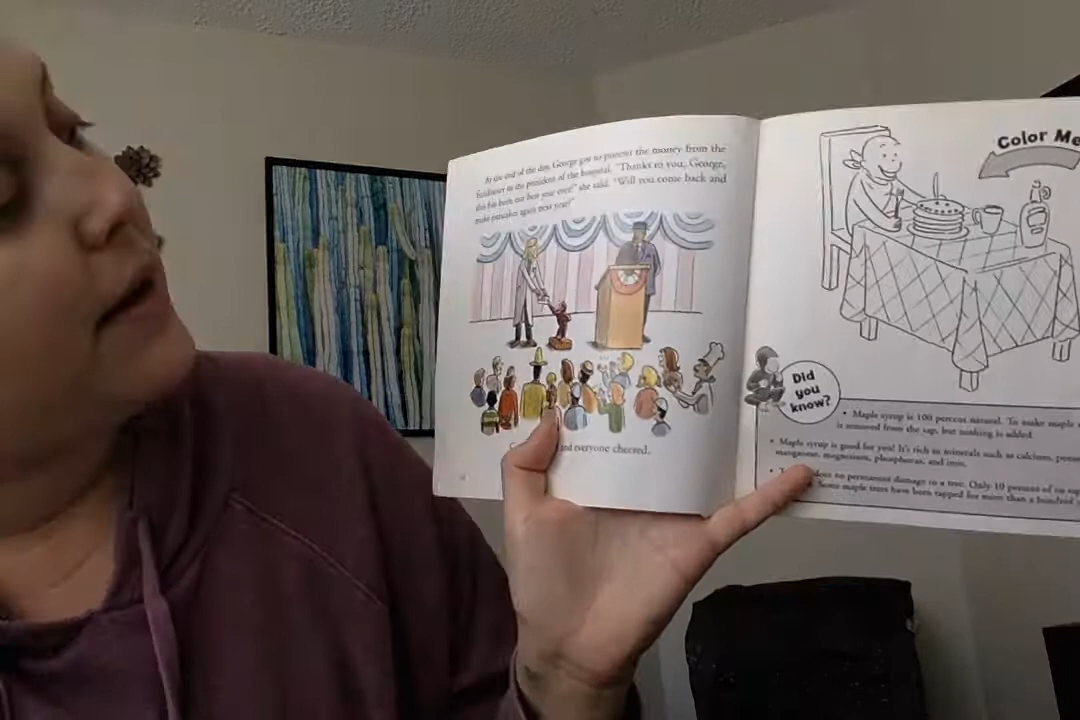 At the end of the day, George got to present the money from the
fundraiser to the president of the hospital. "Thanks to you, George,
this has been our best year ever!" she said. "Will you come back and
make pancakes again next year?"
and everyone cheered.
Color Me
Did
you
know?
• Maple syrup is 100 percent natural. To make maple
is removed from the sap, but nothing is added.
• Maple syrup is good for you! It's rich in minerals such as calcium,
manganese, magnesium, phosphorus, and iron.
• does no permanent damage to a tree. Only 10 percent of
Some maple trees have been tapped for more than a hundred